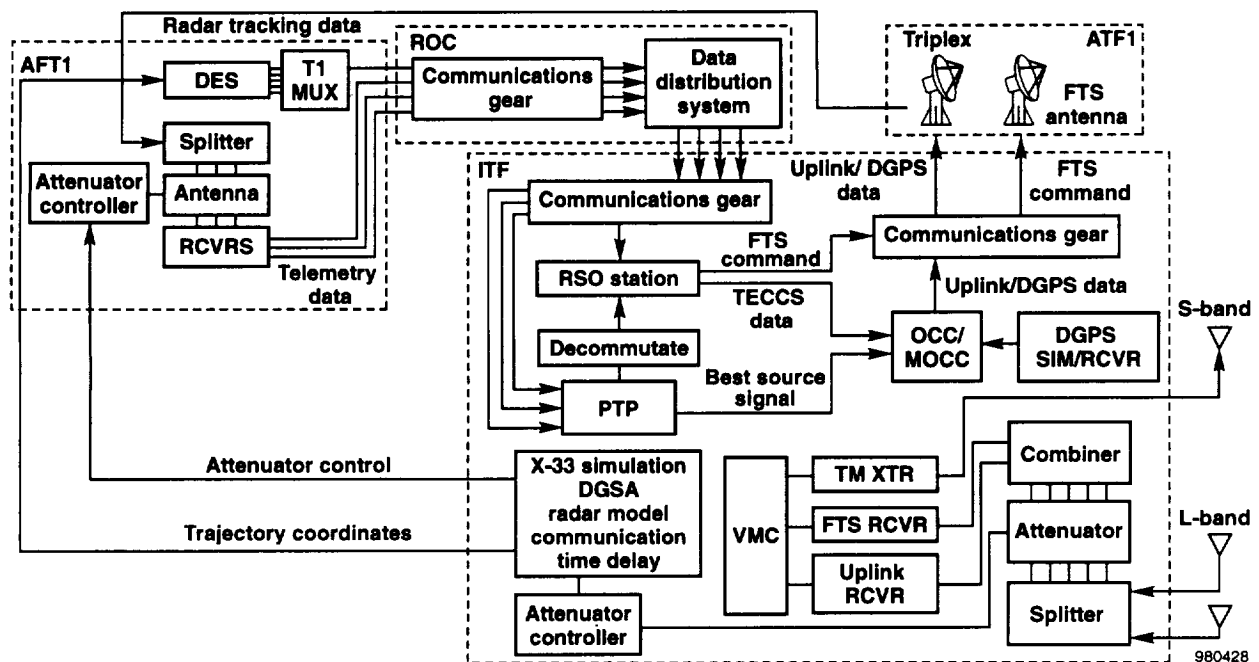 Radar tracking data
AFT1
DES
T1
MUX
Splitter
Attenuator
controller
Antenna
RCVRS
Telemetry
data
ROC
Communications
gear
Data
distribution
system
Triplex
ATF1
FTS
antenna
ITF
Communications gear
Uplink/ DGPS
data
FTS
command
Communications gear
FTS
command
RSO station
TECCS
data
Uplink/DGPS data
Decommutate
OCC/
MOCC
DGPS
SIM/RCVR
S-band
PTP
Best source
signal
Attenuator control
X-33 simulation
DGSA
radar model
communication
time delay
Trajectory coordinates
VMC
TM XTR
FTS RCVR
Uplink
RCVR
Combiner
Attenuator
Splitter
L-band
Attenuator
controller
980428